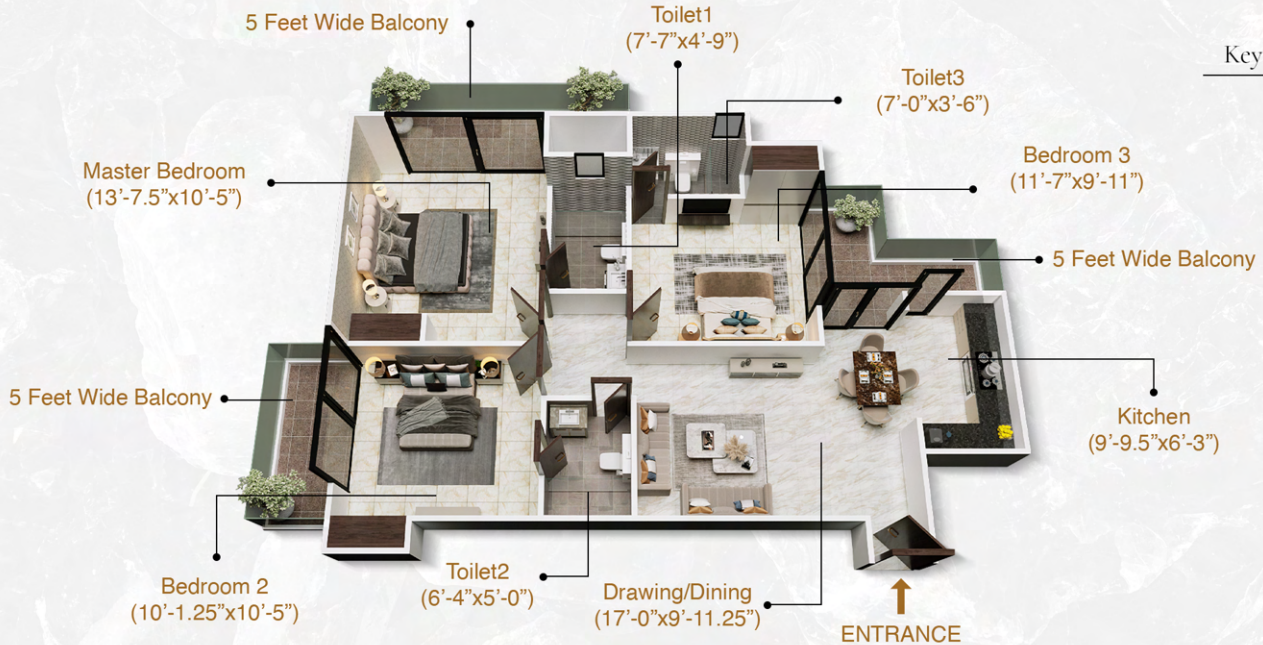 5 Feet Wide Balcony
Toilet1
(7’-7”x4’-9”)
Key
Toilet3
(7’-0”x3’-6”)
Master Bedroom
(13’-7.5”x10’-5”)
Bedroom 3
(11’-7”x9’-11”)
5 Feet Wide Balcony
5 Feet Wide Balcony
Kitchen
(9’-9.5”x6’-3”)
Bedroom 2
(10’-1.25”x10’-5”)
Toilet2
(6’-4”x5’-0”)
Drawing/Dining
(17’-0”x9’-11.25”)
ENTRANCE